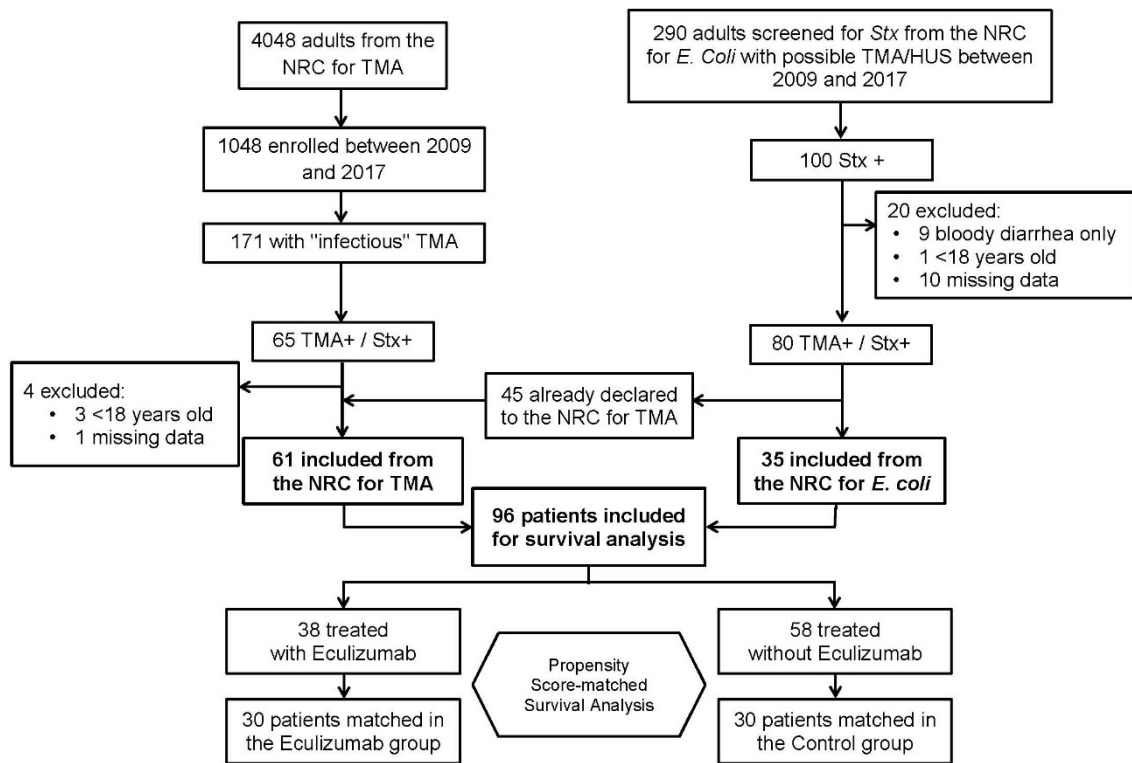 4048 adults from the
NRC for TMA
290 adults screened for Stx from the NRC
for E. Coli with possible TMA/HUS between
2009 and 2017
1048 enrolled between 2009
and 2017
100 Stx +
20 excluded:
• 9 bloody diarrhea only
• 1 <18 years old
• 10 missing data
171 with "infectious" TMA
65 TMA+ / Stx+
80 TMA+ / Stx+
4 excluded:
• 3 <18 years old
• 1 missing data
45 already declared
to the NRC for TMA
61 included from
the NRC for TMA
35 included from
the NRC for E. coli
96 patients included
for survival analysis
38 treated
with Eculizumab
58 treated
without Eculizumab
Propensity
Score-matched
Survival Analysis
30 patients matched in
the Eculizumab group
30 patients matched in
the Control group